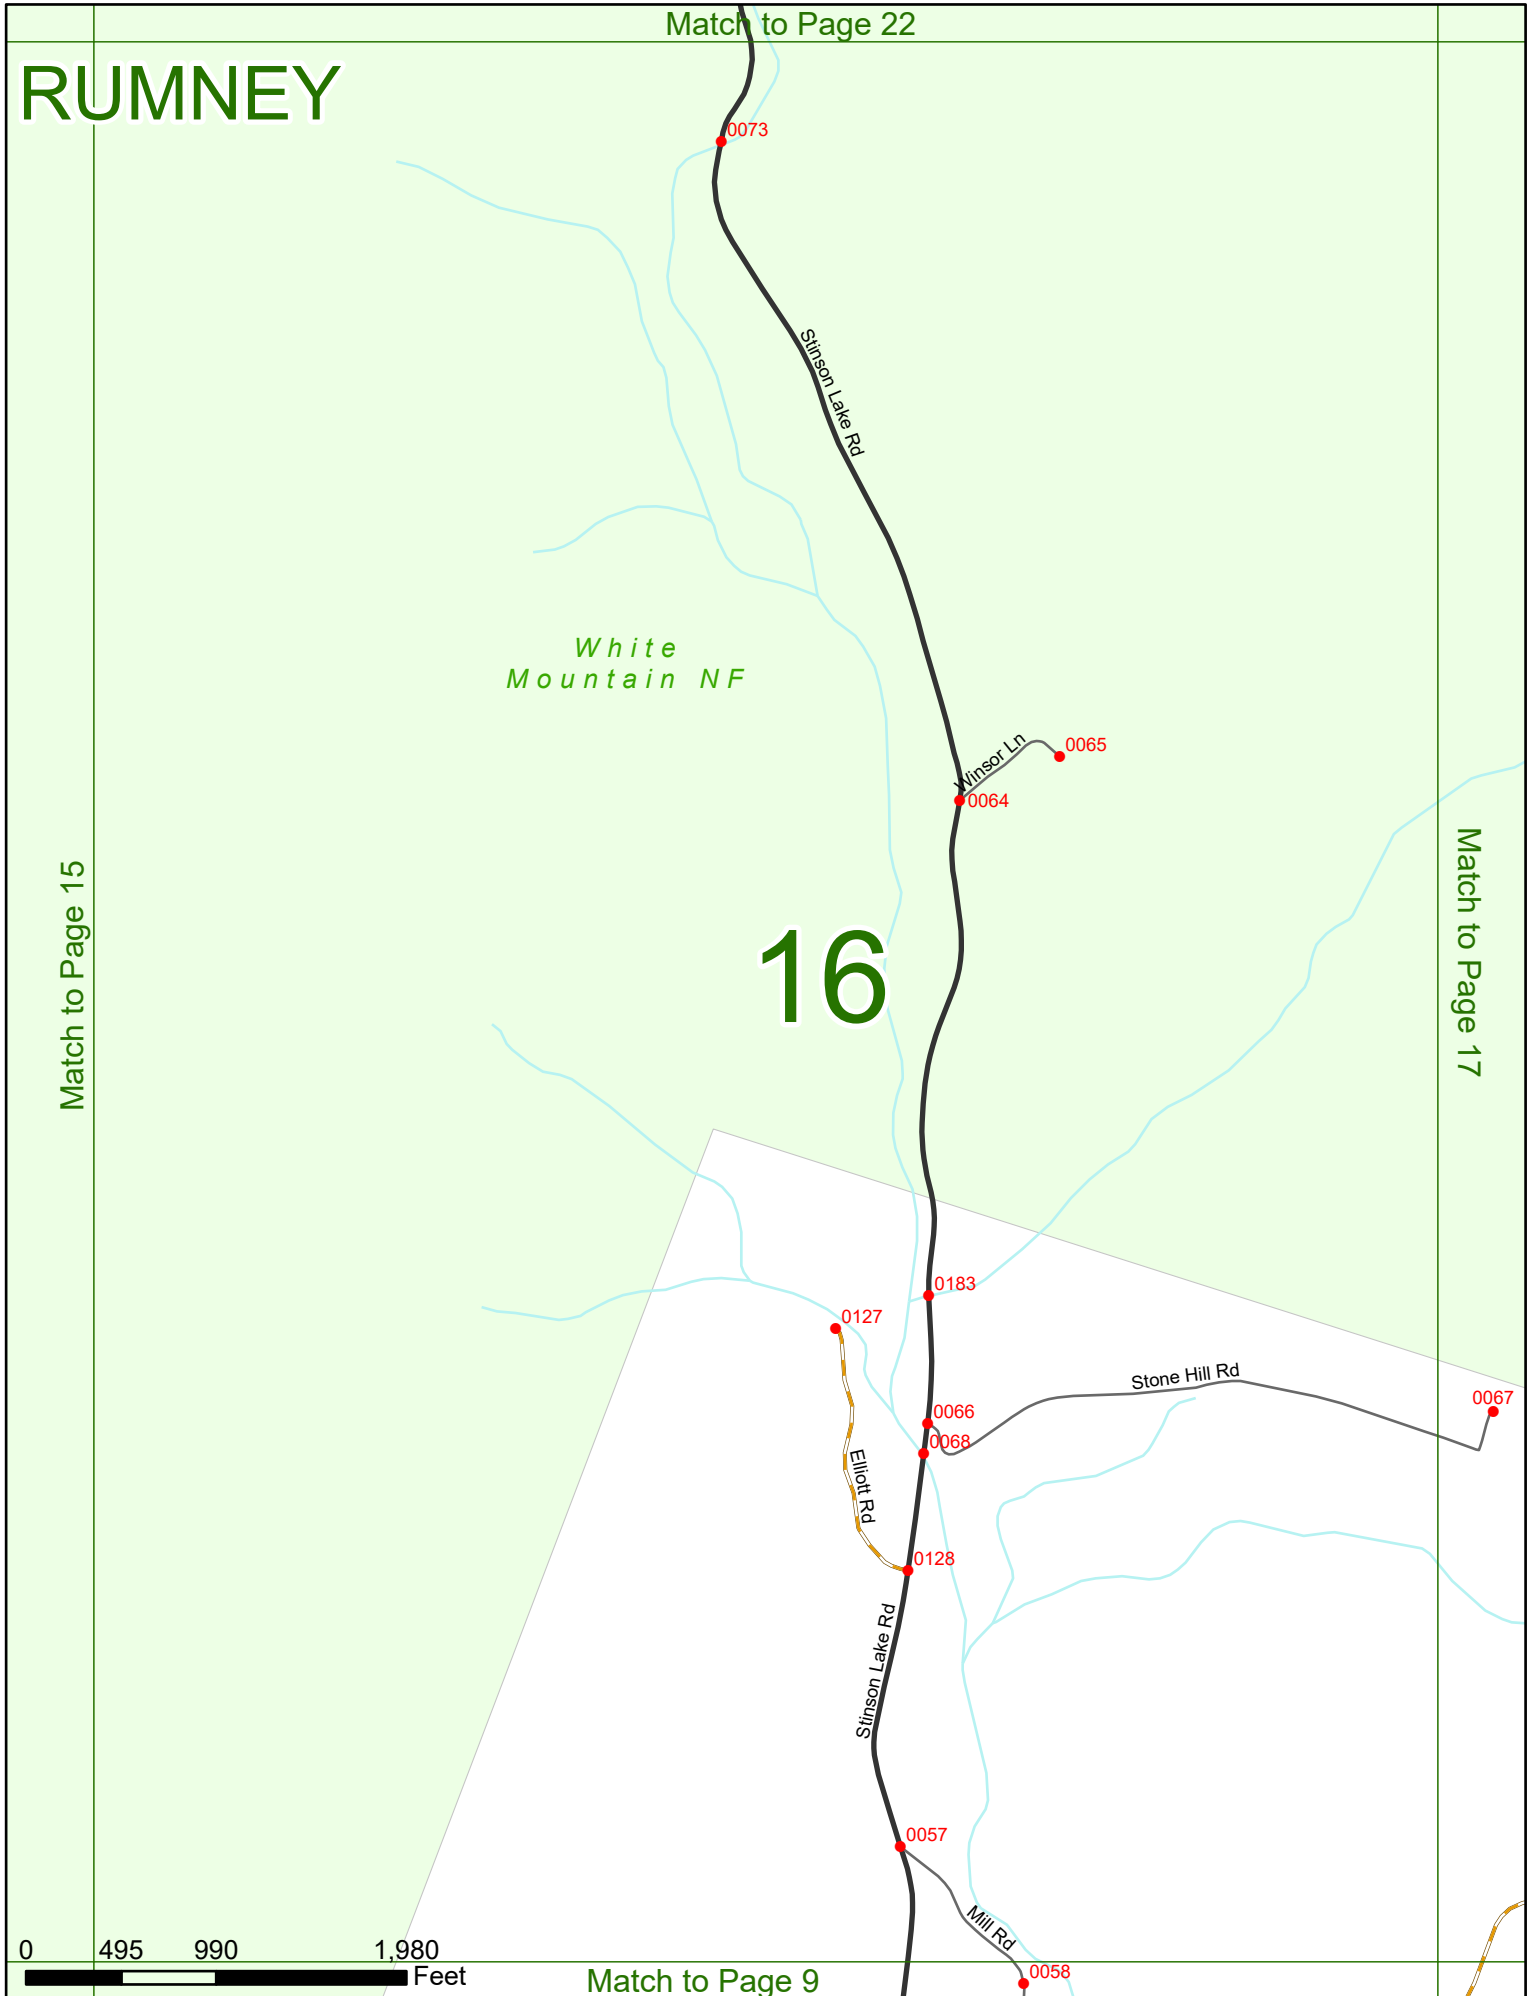 Match to Page 22
RUMNEY
0073
Stinson Lake Rd
White
Mountain NF
Winsor Ln
0065
0064
Match to Page 15
16
Match to Page 17
0183
0127
Stone Hill Rd
0067
0066
0068
Elliott Rd
0128
Stinson Lake Rd
0057
Mill Rd
0 495 990 1,980
Feet
0058
Match to Page 9